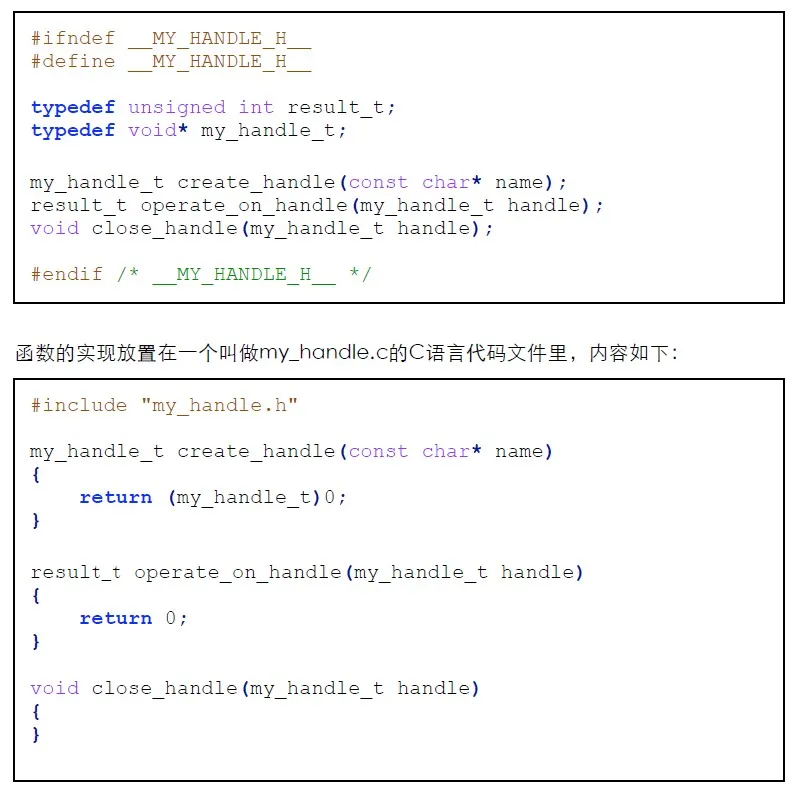 #ifndef __MY_HANDLE_H__
#define __MY_HANDLE_H__
typedef unsigned int result_t;
typedef void* my_handle_t;
my_handle_t create_handle(const char* name);
result_t operate_on_handle(my_handle_t handle);
void close_handle(my_handle_t handle);
#endif /* __MY_HANDLE_H__ */
函数的实现放置在一个叫做my_handle.c的C语言代码文件里，内容如下：
#include "my_handle.h"
my_handle_t create_handle(const char* name)
{
    return (my_handle_t)0;
}
result_t operate_on_handle(my_handle_t handle)
{
    return 0;
}
void close_handle(my_handle_t handle)
{
}